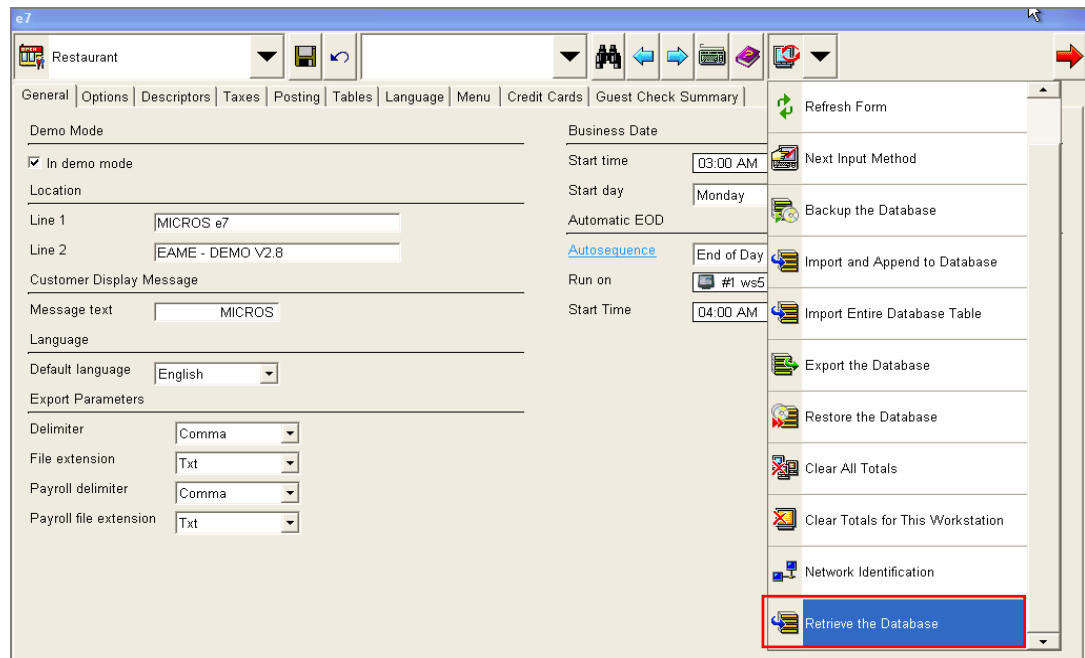 e7
Restaurant
General Options Descriptors Taxes Posting Tables Language Menu Credit Cards Guest Check Summary
Demo Mode
In demo mode
Location
Line 1 MICROS e7
Line 2 EAME - DEMO V2.8
Customer Display Message
Message text MICROS
Language
Default language English
Export Parameters
Delimiter Comma
File extension Txt
Payroll delimiter Comma
Payroll file extension Txt
Business Date
Start time 03:00 AM
Start day Monday
Automatic EOD
Autosequence End of Day
Run on #1 ws5
Start Time 04:00 AM
Refresh Form
Next Input Method
Backup the Database
Import and Append to Database
Import Entire Database Table
Export the Database
Restore the Database
Clear All Totals
Clear Totals for This Workstation
Network Identification
Retrieve the Database